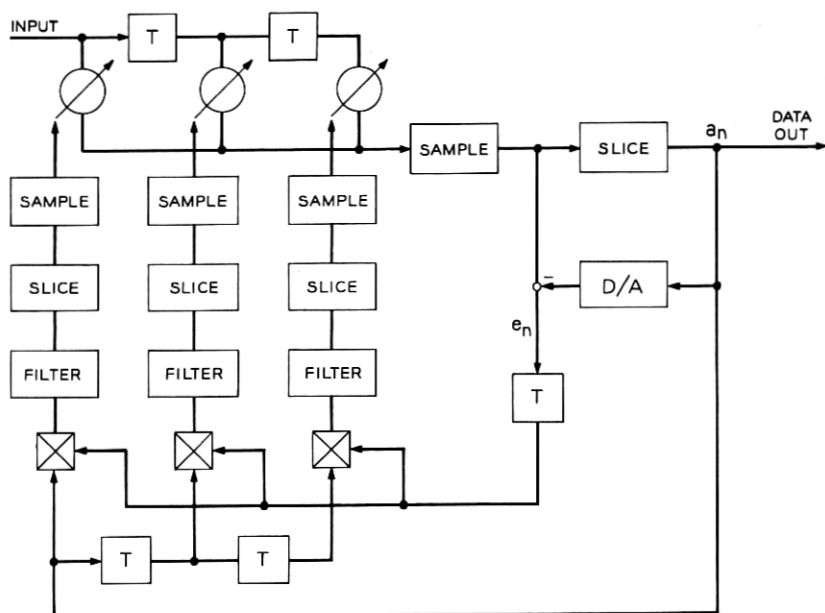 INPUT
T
T
SAMPLE
SLICE
aₙ
DATA
OUT
SAMPLE
SAMPLE
SAMPLE
SLICE
SLICE
SLICE
–
D/A
eₙ
FILTER
FILTER
FILTER
T
T
T